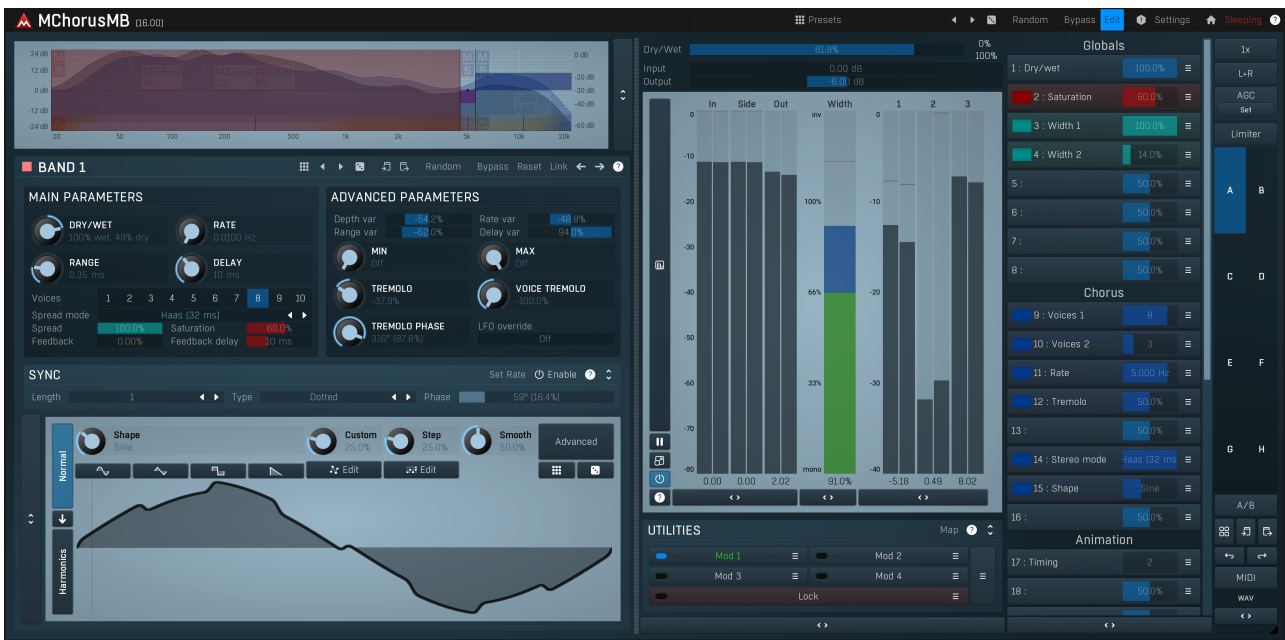 MChorusMB (16.00)
Presets
Random Bypass Edit Settings Sleeping ?
24 dB
12 dB
0 dB
-12 dB
-24 dB
M S
M M
S S
0 dB
-20 dB
-30 dB
-40 dB
-60 dB
20 50 100 200 500 1k 2k 5k 10k 20k
BAND 1
Random Bypass Reset Link ?
MAIN PARAMETERS
DRY/WET
100% wet, 49% dry
RATE
0.0100 Hz
RANGE
0.35 ms
DELAY
10 ms
Voices 1 2 3 4 5 6 7 8 9 10
Spread mode Haas (32 ms)
Spread 100.0% Saturation 60.0%
Feedback 0.00% Feedback delay 10 ms
ADVANCED PARAMETERS
Depth var -54.2% Rate var -48.8%
Range var -62.0% Delay var 94.0%
MIN
Off
MAX
Off
TREMOLO
-37.9%
VOICE TREMOLO
-100.0%
TREMOLO PHASE
316° (87.8%)
LFO override
Off
SYNC
Set Rate Enable ?
Length 1 Type Dotted Phase 59° (16.4%)
Normal
Harmonics
Shape
Sine
Custom
25.0%
Step
25.0%
Smooth
50.0%
Advanced
Edit Edit
Dry/Wet 81.9% 0%
100%
Input 0.00 dB
Output -6.00 dB
In Side Out Width 1 2 3
0 inv 0
-10
-20 100% -10
-30
-40 66% -20
-50
-60 33% -30
-70
-80 mono -40
0.00 0.00 2.02 91.0% -5.18 0.49 8.02
?
UTILITIES
Map ?
Mod 1 Mod 2
Mod 3 Mod 4
Lock
Globals
1 : Dry/wet 100.0%
2 : Saturation 60.0%
3 : Width 1 100.0%
4 : Width 2 14.0%
5 : 50.0%
6 : 50.0%
7 : 50.0%
8 : 50.0%
Chorus
9 : Voices 1 8
10 : Voices 2 3
11 : Rate 5.000 Hz
12 : Tremolo 50.0%
13 : 50.0%
14 : Stereo mode Haas (32 ms
15 : Shape Sine
16 : 50.0%
Animation
17 : Timing 2
18 : 50.0%
1x
L+R
AGC
Set
Limiter
A B
C D
E F
G H
A/B
MIDI
WAV